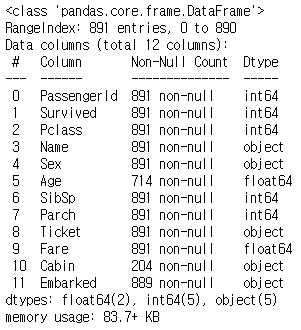 <class 'pandas.core.frame.DataFrame'>
RangeIndex: 891 entries, 0 to 890
Data columns (total 12 columns):
 #   Column       Non-Null Count  Dtype
---  ------       --------------  -----
 0   PassengerId  891 non-null    int64
 1   Survived     891 non-null    int64
 2   Pclass       891 non-null    int64
 3   Name         891 non-null    object
 4   Sex          891 non-null    object
 5   Age          714 non-null    float64
 6   SibSp        891 non-null    int64
 7   Parch        891 non-null    int64
 8   Ticket       891 non-null    object
 9   Fare         891 non-null    float64
 10  Cabin        204 non-null    object
 11  Embarked     889 non-null    object
dtypes: float64(2), int64(5), object(5)
memory usage: 83.7+ KB